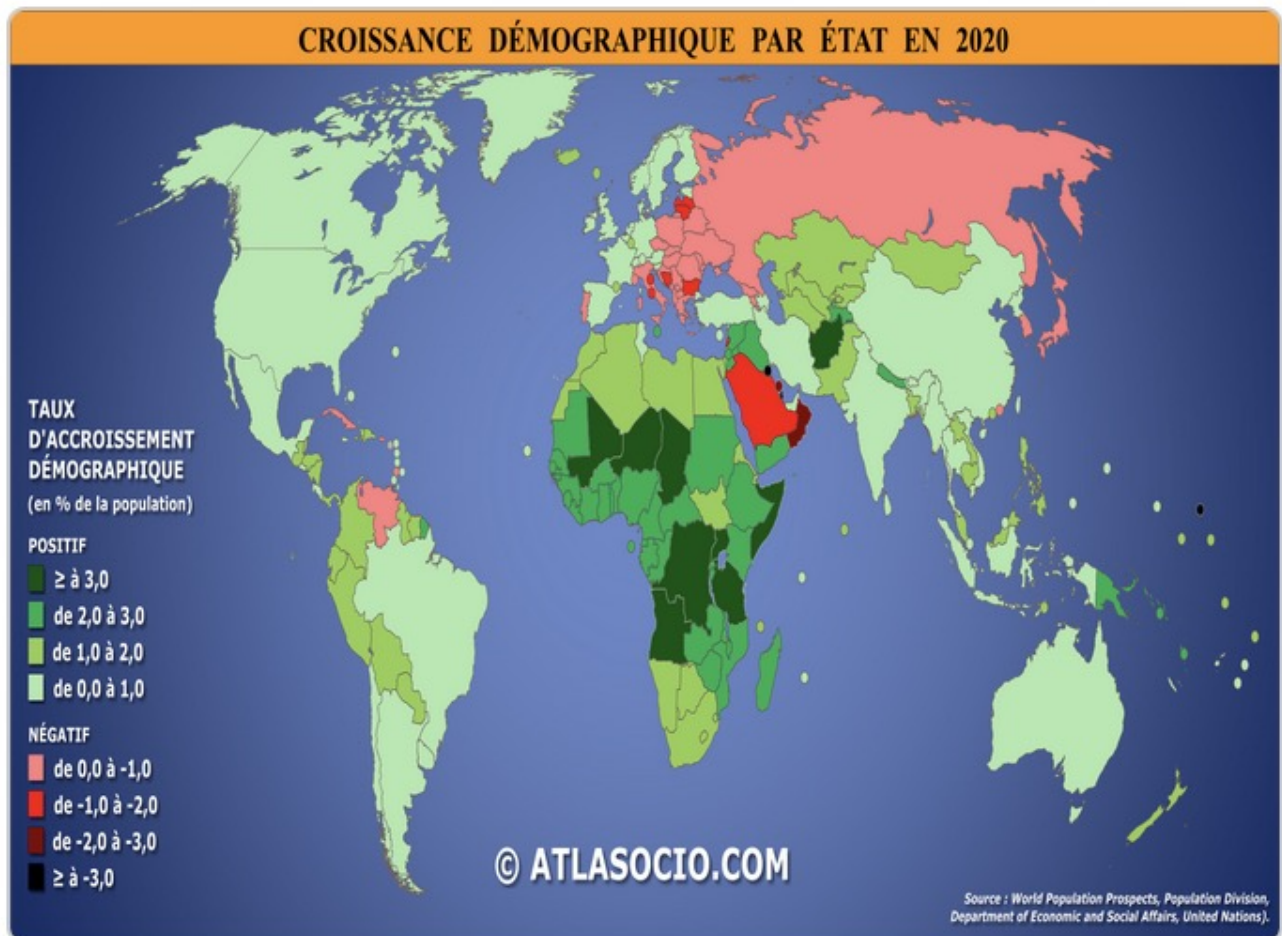 CROISSANCE DÉMOGRAPHIQUE PAR ÉTAT EN 2020
TAUX
D'ACCROISSEMENT
DÉMOGRAPHIQUE
(en % de la population)
POSITIF
≥ à 3,0
de 2,0 à 3,0
de 1,0 à 2,0
de 0,0 à 1,0
NÉGATIF
de 0,0 à -1,0
de -1,0 à -2,0
de -2,0 à -3,0
≥ à -3,0
© ATLASOCIO.COM
Source : World Population Prospects, Population Division,
Department of Economic and Social Affairs, United Nations).